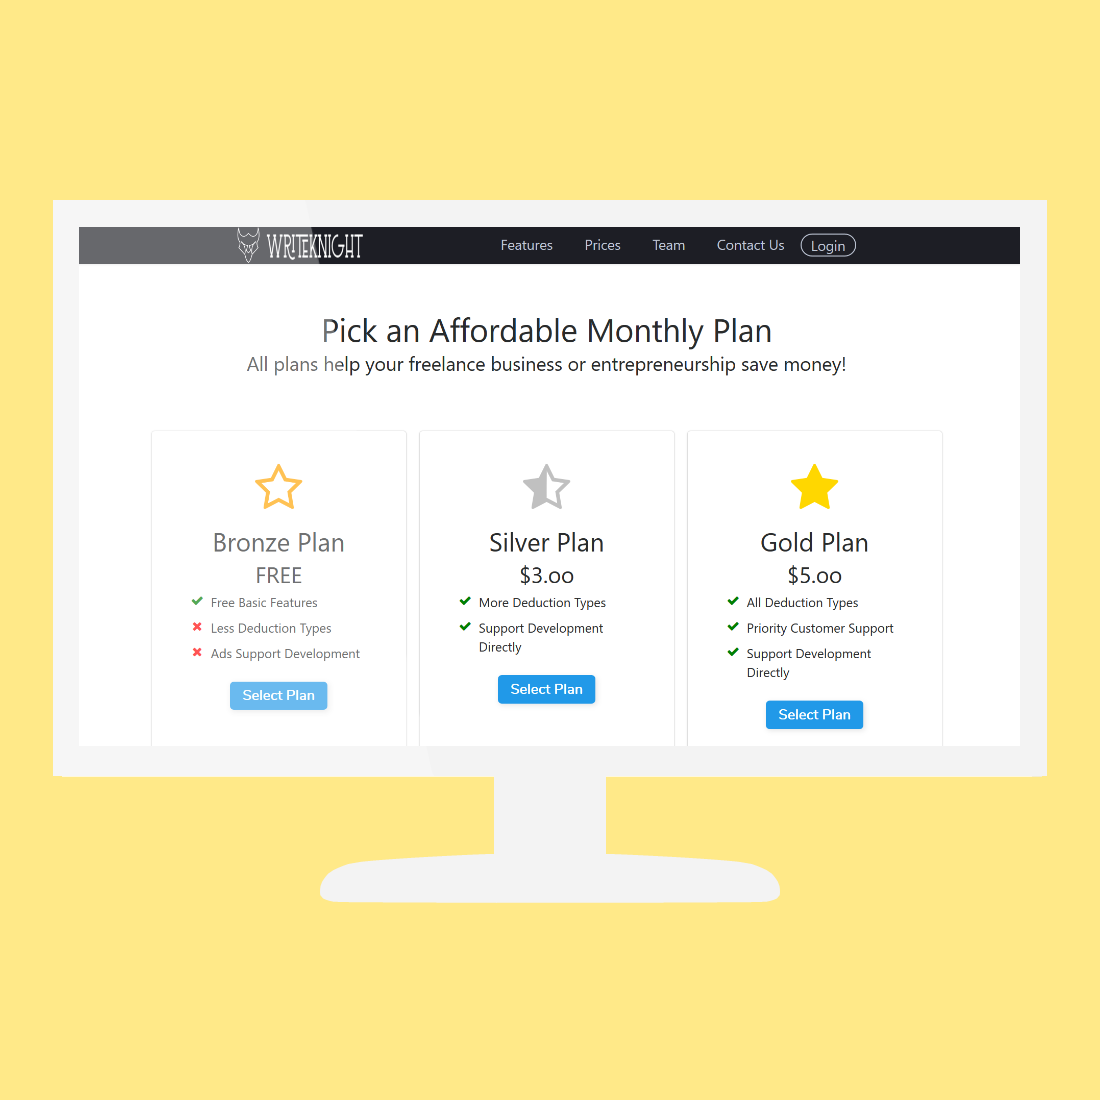 WRITEKNIGHT
Features Prices Team Contact Us Login
Pick an Affordable Monthly Plan
All plans help your freelance business or entrepreneurship save money!
Bronze Plan
FREE
Free Basic Features
Less Deduction Types
Ads Support Development
Select Plan
Silver Plan
$3.00
More Deduction Types
Support Development
Directly
Select Plan
Gold Plan
$5.00
All Deduction Types
Priority Customer Support
Support Development
Directly
Select Plan